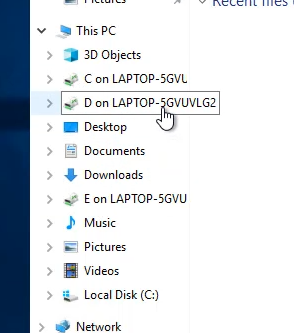 Pictures
Recent files
This PC
3D Objects
C on LAPTOP-5GVU
D on LAPTOP-5GVUVLG2
Desktop
Documents
Downloads
E on LAPTOP-5GVU
Music
Pictures
Videos
Local Disk (C:)
Network